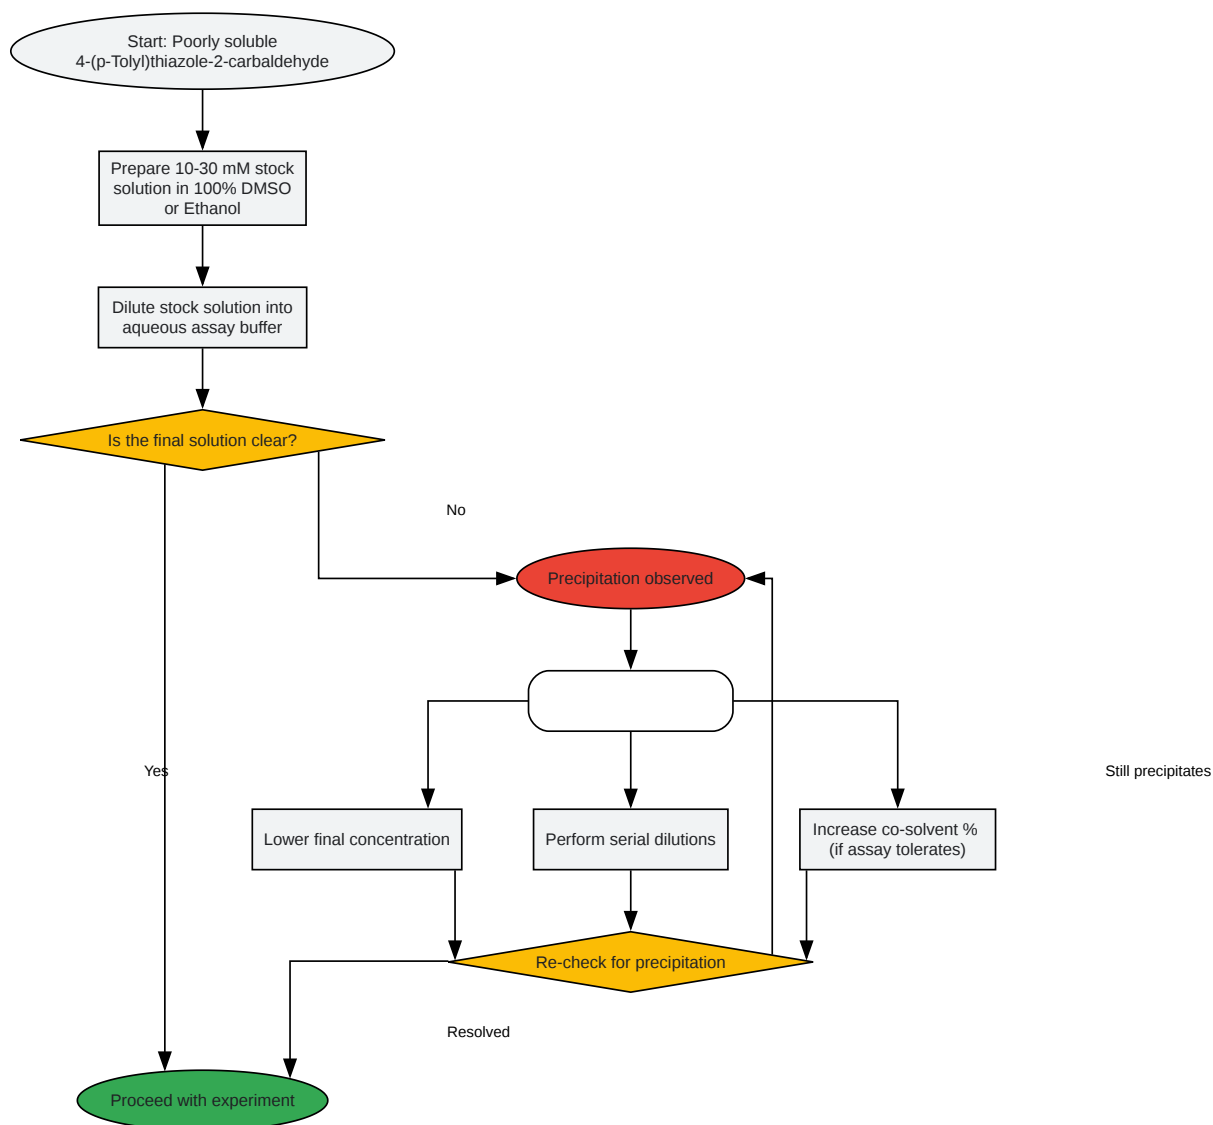 Start: Poorly soluble
4-(p-Tolyl)thiazole-2-carbaldehyde
Prepare 10-30 mM stock
solution in 100% DMSO
or Ethanol
Dilute stock solution into
aqueous assay buffer
Is the final solution clear?
No
Precipitation observed
Yes
Still precipitates
Lower final concentration
Perform serial dilutions
Increase co-solvent %
(if assay tolerates)
Re-check for precipitation
Resolved
Proceed with experiment